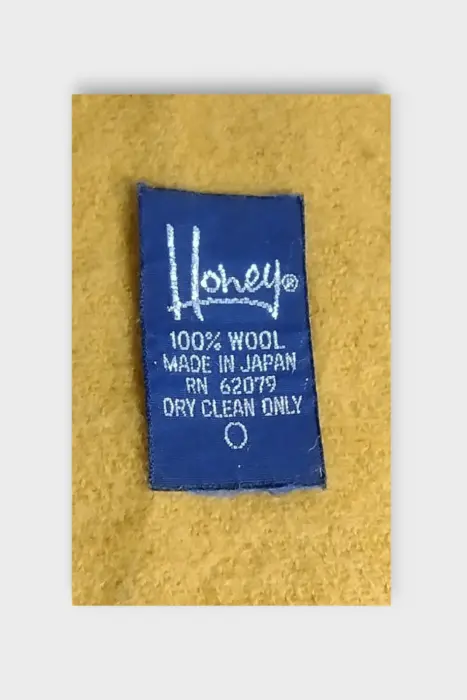 Honey®
100% WOOL
MADE IN JAPAN
RN 62079
DRY CLEAN ONLY